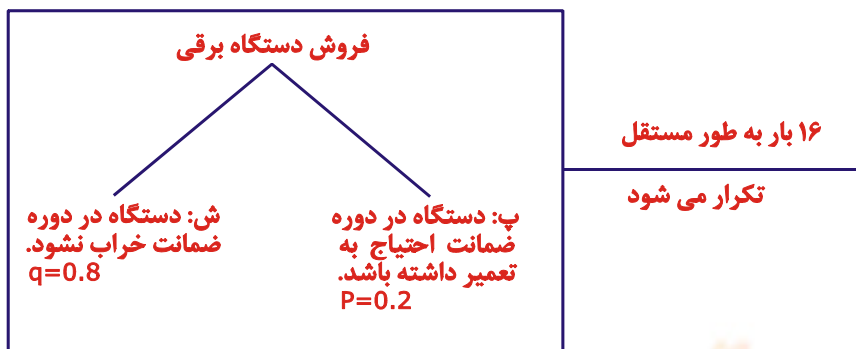 فروش دستگاه برقی
۱۶ بار به طور مستقل
تکرار می شود
پ: دستگاه در دوره
ضمانت احتیاج به
تعمیر داشته باشد.
P=0.2
ش: دستگاه در دوره
ضمانت خراب نشود.
q=0.8